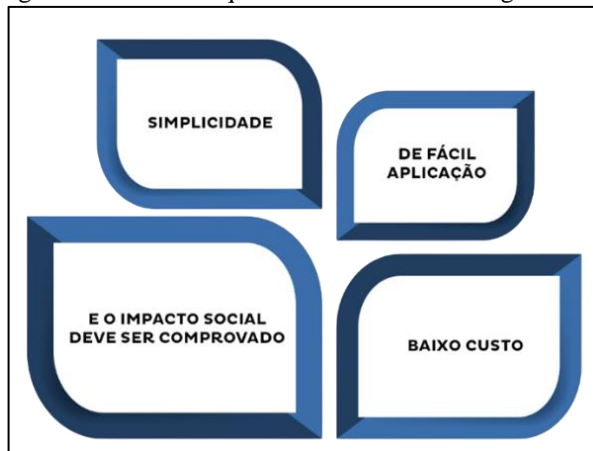 SIMPLICIDADE
DE FÁCIL
APLICAÇÃO
E O IMPACTO SOCIAL
DEVE SER COMPROVADO
BAIXO CUSTO